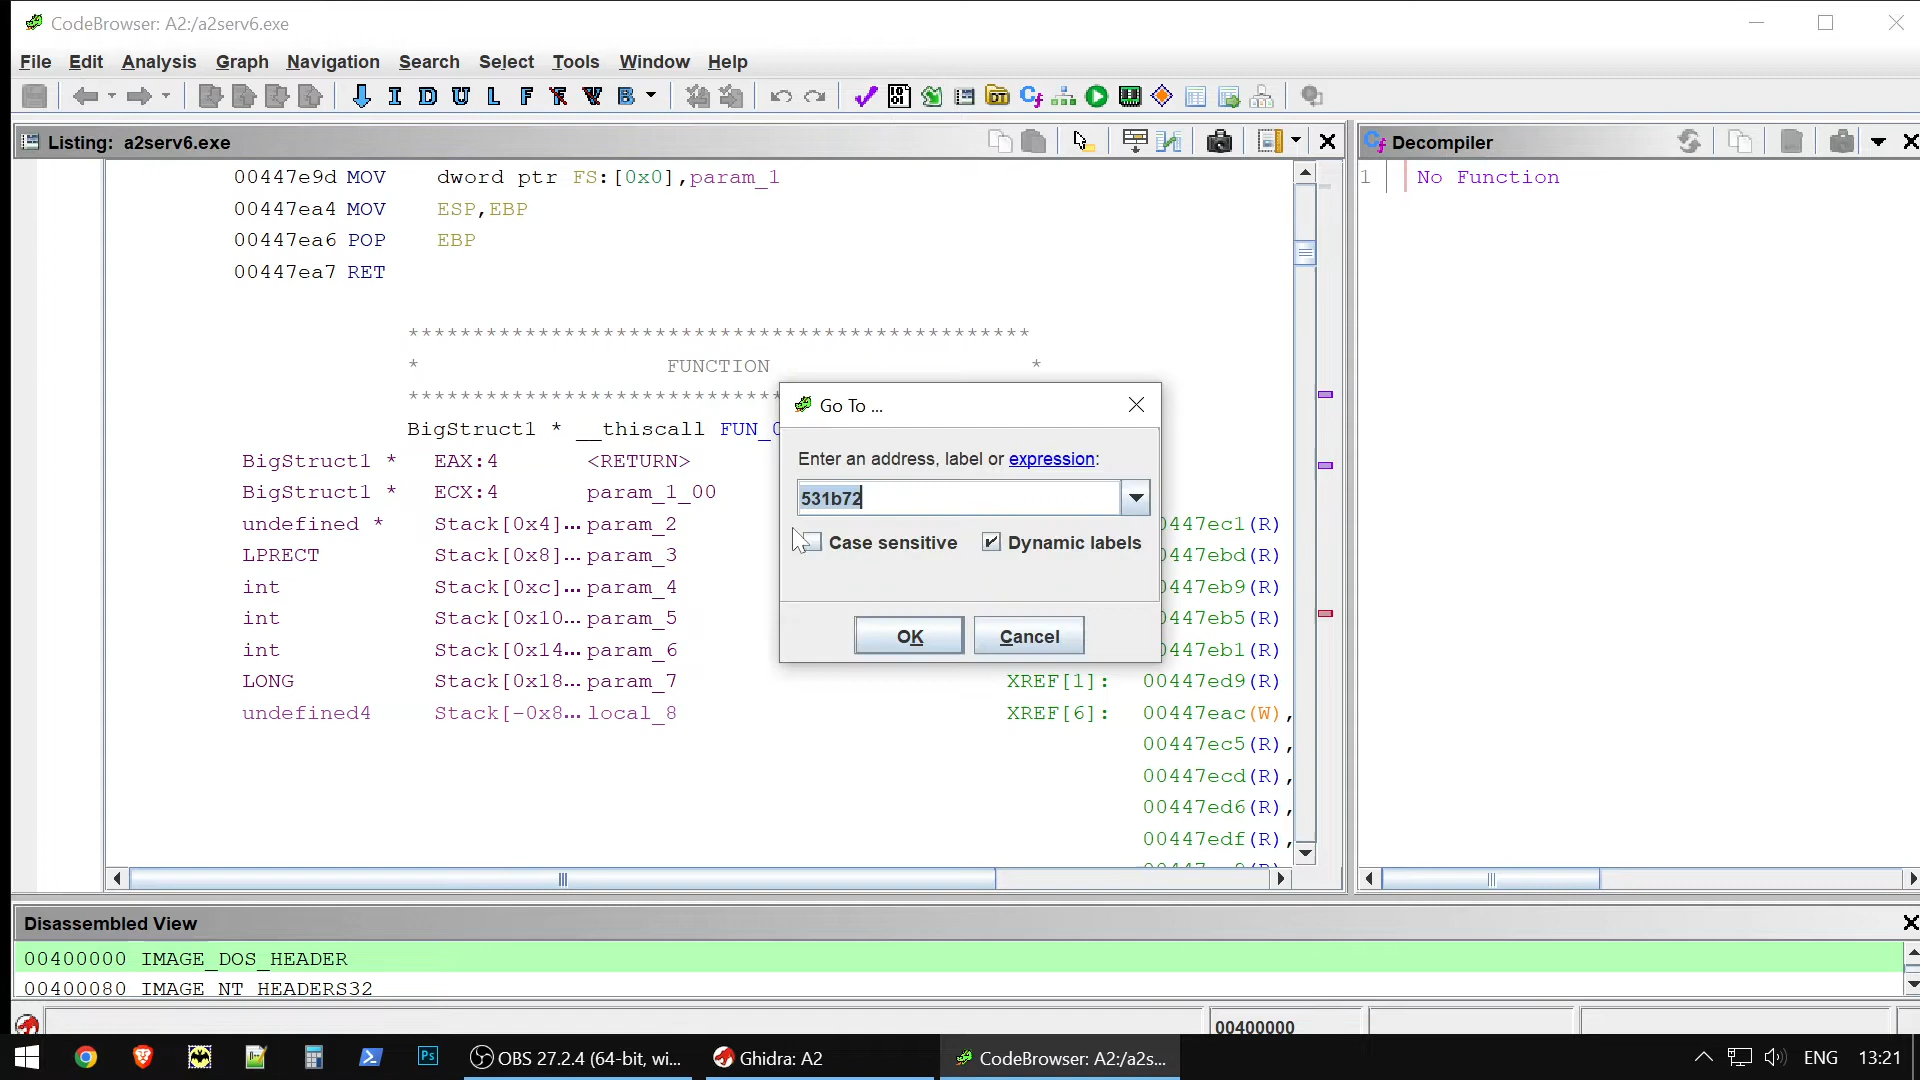 CodeBrowser: A2:/a2serv6.exe
File Edit Analysis Graph Navigation Search Select Tools Window Help
I D U L F F V B
Listing: a2serv6.exe
Decompiler
00447e9d MOV dword ptr FS:[0x0],param_1
00447ea4 MOV ESP,EBP
00447ea6 POP EBP
00447ea7 RET
1 No Function
************************************************
* FUNCTION *
BigStruct1 * __thiscall
BigStruct1 * EAX:4 <RETURN>
BigStruct1 * ECX:4 param_1_00
undefined * Stack[0x4]... param_2 0447ec1(R)
LPRECT Stack[0x8]... param_3 0447ebd(R)
int Stack[0xc]... param_4 0447eb9(R)
int Stack[0x10... param_5 0447eb5(R)
int Stack[0x14... param_6 0447eb1(R)
LONG Stack[0x18... param_7 XREF[1]: 00447ed9(R)
undefined4 Stack[-0x8... local_8 XREF[6]: 00447eac(W),
00447ec5(R),
00447ecd(R),
00447ed6(R),
00447edf(R),
Go To ...
Enter an address, label or expression:
531b72
Case sensitive Dynamic labels
OK Cancel
Disassembled View
00400000 IMAGE_DOS_HEADER
00400080 IMAGE_NT_HEADERS32
00400000
Ps
OBS 27.2.4 (64-bit, wi...
Ghidra: A2
CodeBrowser: A2:/a2s...
ENG 13:21